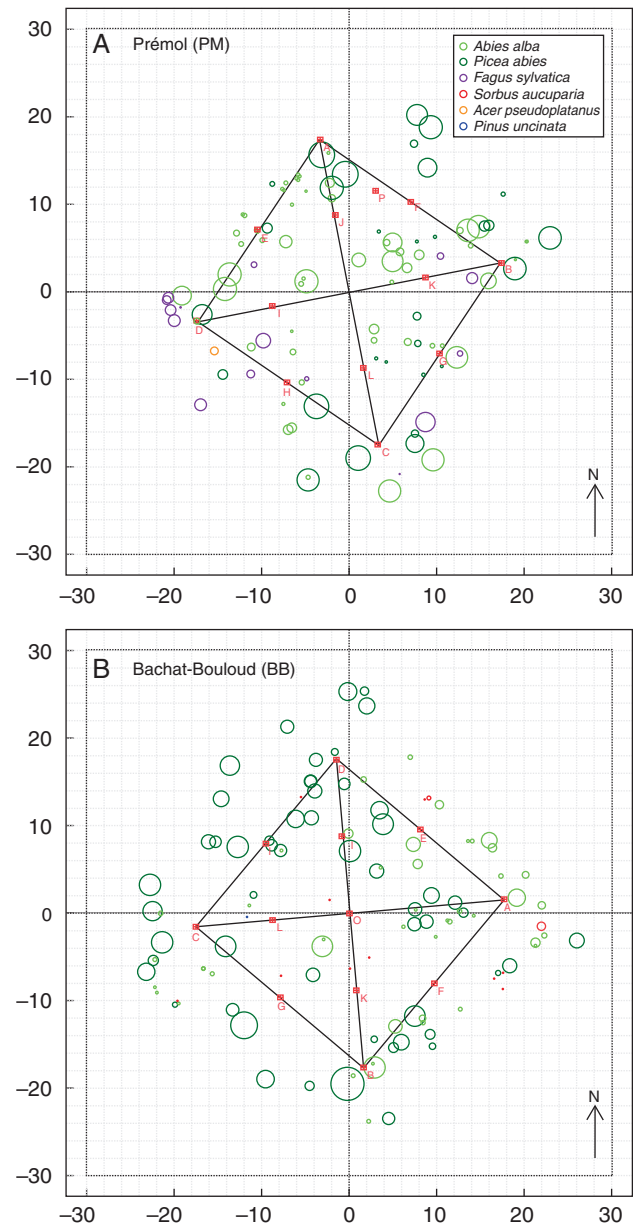 30
A Prémol (PM)
Abies alba
Picea abies
Fagus sylvatica
Sorbus aucuparia
Acer pseudoplatanus
Pinus uncinata
20
A
P
F
10
E
J
B
K
0
I
D
G
L
H
–10
C
–20
N
–30
–30 –20 –10 0 10 20 30
30
B Bachat-Bouloud (BB)
20
D
10
E
I
A
O
0
L
C
F
K
G
–10
B
–20
N
–30
–30 –20 –10 0 10 20 30